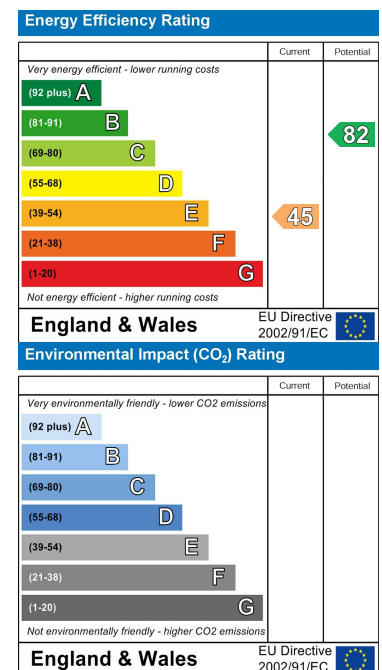 Energy Efficiency Rating
Current Potential
Very energy efficient - lower running costs
(92 plus) A
(81-91) B
82
(69-80) C
(55-68) D
(39-54) E
45
(21-38) F
(1-20) G
Not energy efficient - higher running costs
England & Wales
EU Directive
2002/91/EC
Environmental Impact (CO₂) Rating
Current Potential
Very environmentally friendly - lower CO2 emissions
(92 plus) A
(81-91) B
(69-80) C
(55-68) D
(39-54) E
(21-38) F
(1-20) G
Not environmentally friendly - higher CO2 emissions
England & Wales
EU Directive
2002/91/EC